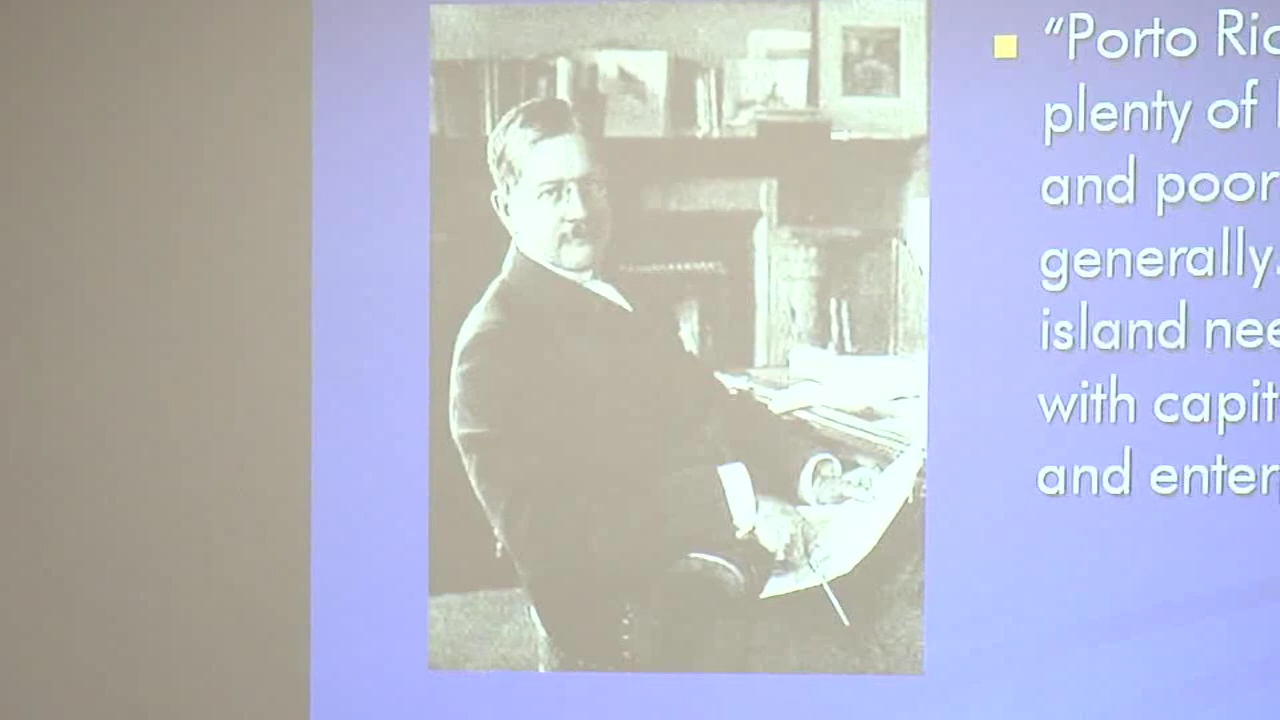 “Porto Ric
plenty of l
and poor
generally.
island nee
with capit
and enter